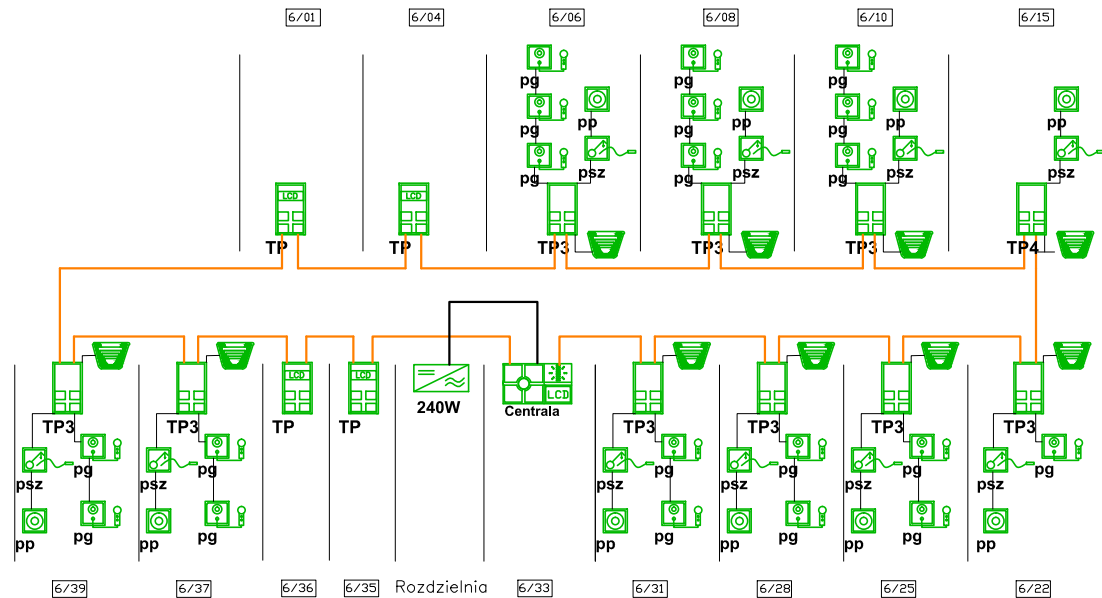 6/01 6/04 6/06 6/08 6/10 6/15
pg pg pg
pg pp pg pp pg pp pp
pg psz pg psz pg psz psz
LCD LCD
TP TP TP3 TP3 TP3 TP4
LCD LCD LCD
240W Centrala
TP3 TP3 TP TP TP3 TP3 TP3 TP3
psz pg psz pg psz pg psz pg psz pg psz pg
pp pg pp pg pp pg pp pg pp pg pp
6/39 6/37 6/36 6/35 Rozdzielnia 6/33 6/31 6/28 6/25 6/22